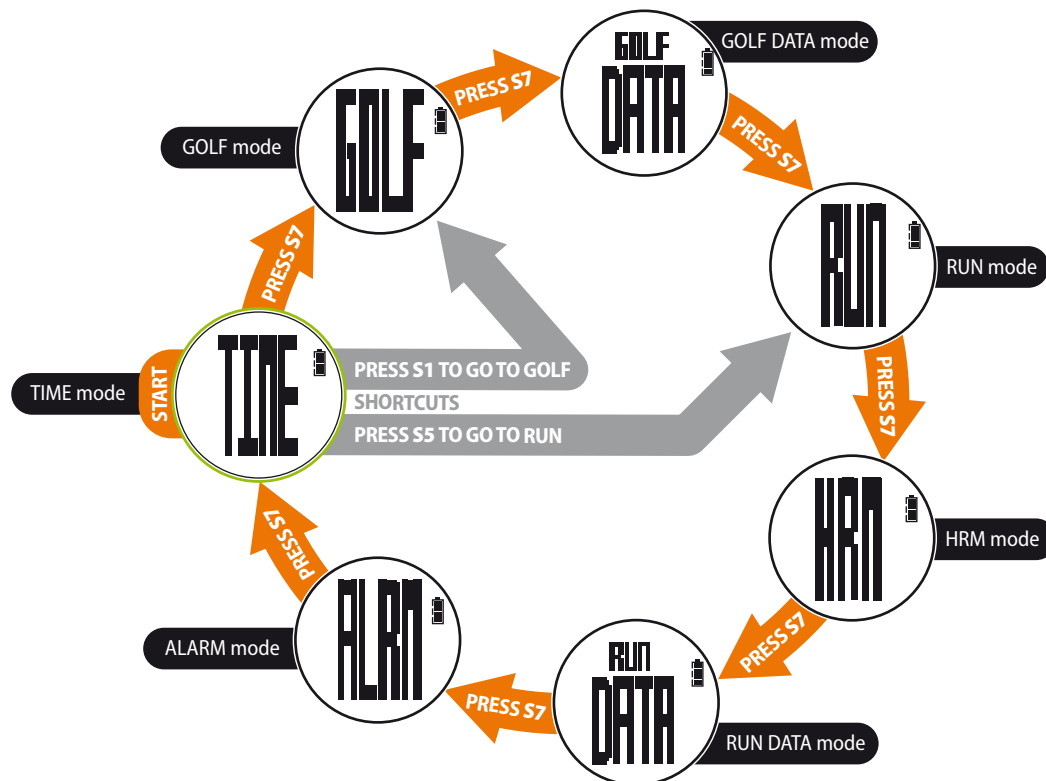 GOLF DATA mode
GOLF
DATA
PRESS S7
PRESS S7
GOLF mode
GOLF
RUN
RUN mode
PRESS S7
TIME mode
START
TIME
PRESS S1 TO GO TO GOLF
SHORTCUTS
PRESS S5 TO GO TO RUN
PRESS S7
HRM
HRM mode
PRESS S7
ALRM
ALARM mode
PRESS S7
RUN
DATA
RUN DATA mode
PRESS S7